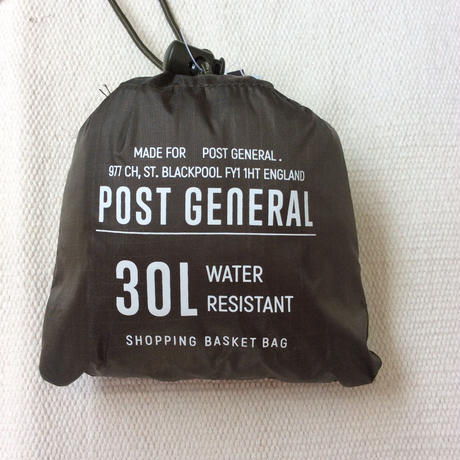 MADE FOR POST GENERAL .
977 CH, ST. BLACKPOOL FY1 1HT ENGLAND
POST GENERAL
30L WATER
RESISTANT
SHOPPING BASKET BAG